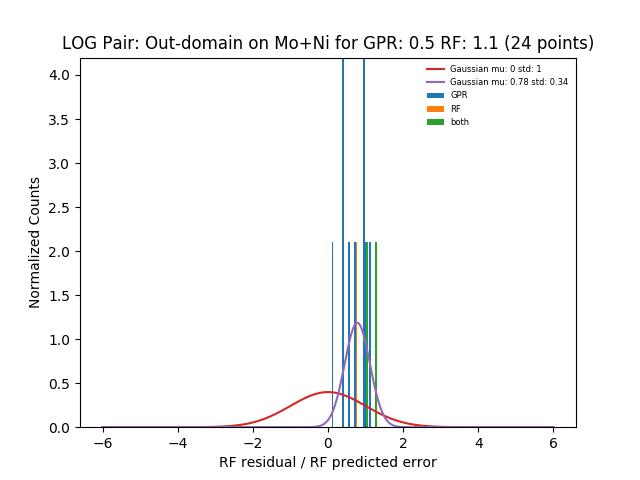 LOG Pair: Out-domain on Mo+Ni for GPR: 0.5 RF: 1.1 (24 points)
Gaussian mu: 0 std: 1
Gaussian mu: 0.78 std: 0.34
GPR
RF
both
Normalized Counts
4.0
3.5
3.0
2.5
2.0
1.5
1.0
0.5
0.0
−6 −4 −2 0 2 4 6
RF residual / RF predicted error